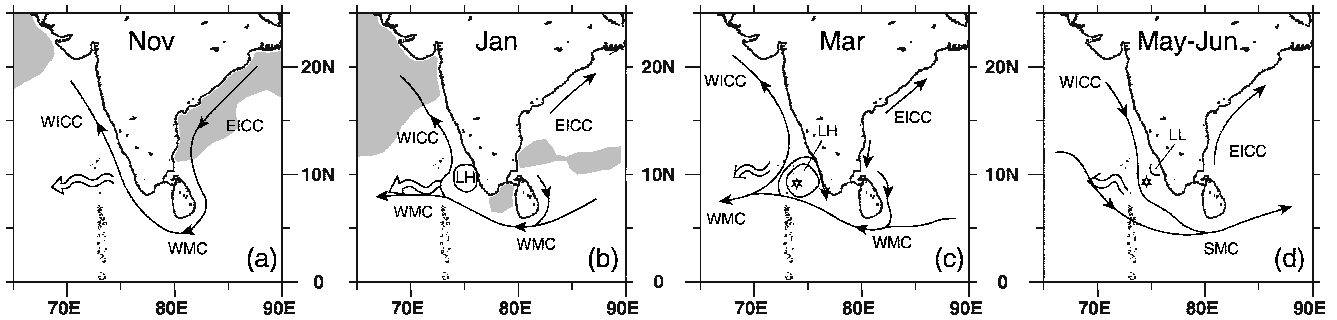 Nov
WICC
EICC
WMC
(a)
70E
80E
90E
20N
10N
0
Jan
WICC
EICC
LH
WMC
WMC
(b)
70E
80E
90E
20N
10N
0
Mar
WICC
LH
EICC
WMC
WMC
(c)
70E
80E
90E
20N
10N
0
May-Jun
WICC
LL
EICC
SMC
(d)
70E
80E
90E